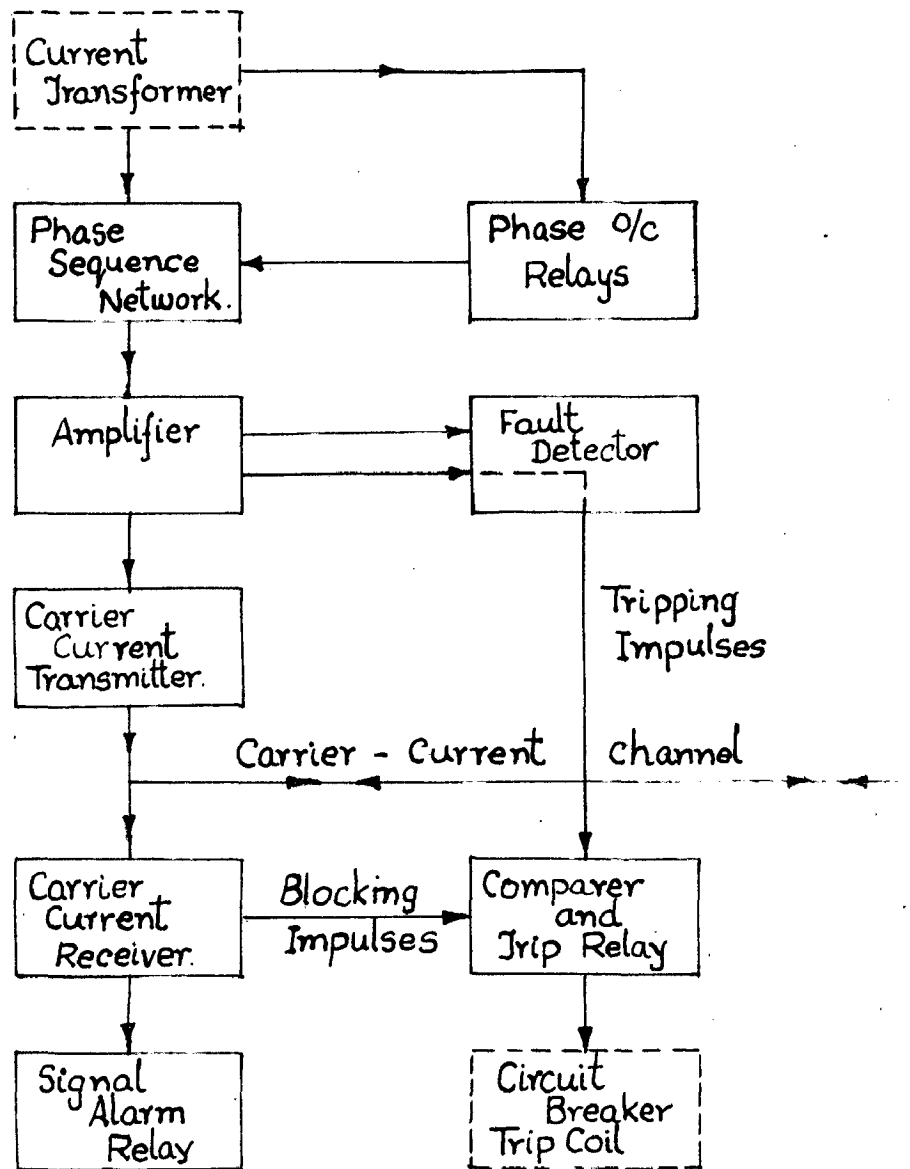 Current
Transformer
Phase
Sequence
Network.
Phase O/C
Relays
Amplifier
Fault
Detector
Carrier
Current
Transmitter.
Tripping
Impulses
Carrier - Current Channel
Carrier
Current
Receiver.
Blocking
Impulses
Comparer
and
Trip Relay
Signal
Alarm
Relay
Circuit
Breaker
Trip Coil